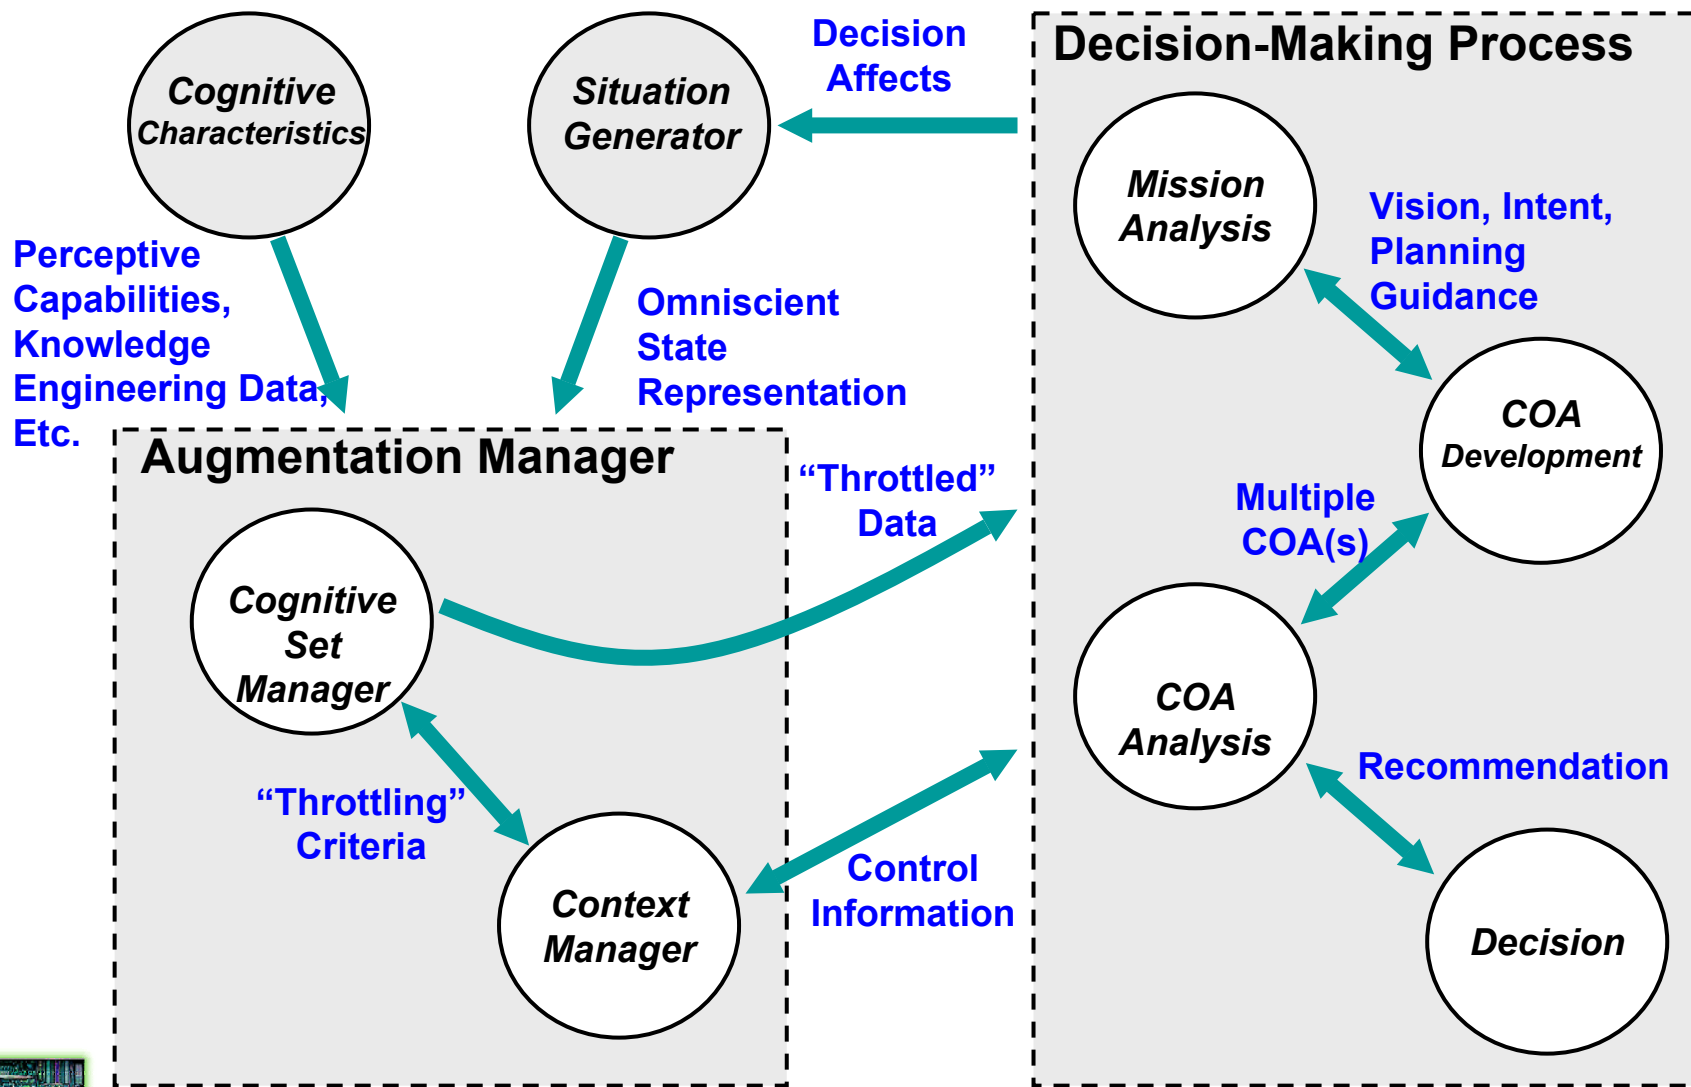 Decision
Affects
Decision-Making Process
Cognitive
Characteristics
Situation
Generator
Mission
Analysis
Vision, Intent,
Planning
Guidance
Perceptive
Capabilities,
Knowledge
Engineering Data,
Etc.
Omniscient
State
Representation
COA
Development
Augmentation Manager
“Throttled”
Data
Multiple
COA(s)
Cognitive
Set
Manager
COA
Analysis
Recommendation
“Throttling”
Criteria
Control
Information
Context
Manager
Decision